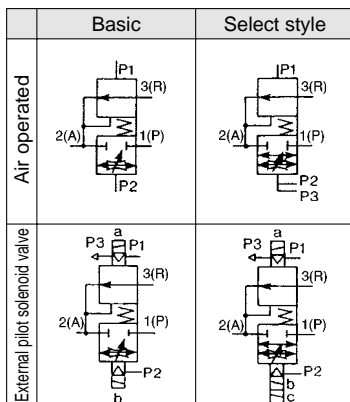 Basic
Select style
Air operated
P1
3(R)
2(A)
1(P)
P2
P1
3(R)
2(A)
1(P)
P2
P3
External pilot solenoid valve
a
P3
P1
3(R)
2(A)
1(P)
P2
b
a
P3
P1
3(R)
2(A)
1(P)
P2
b
c